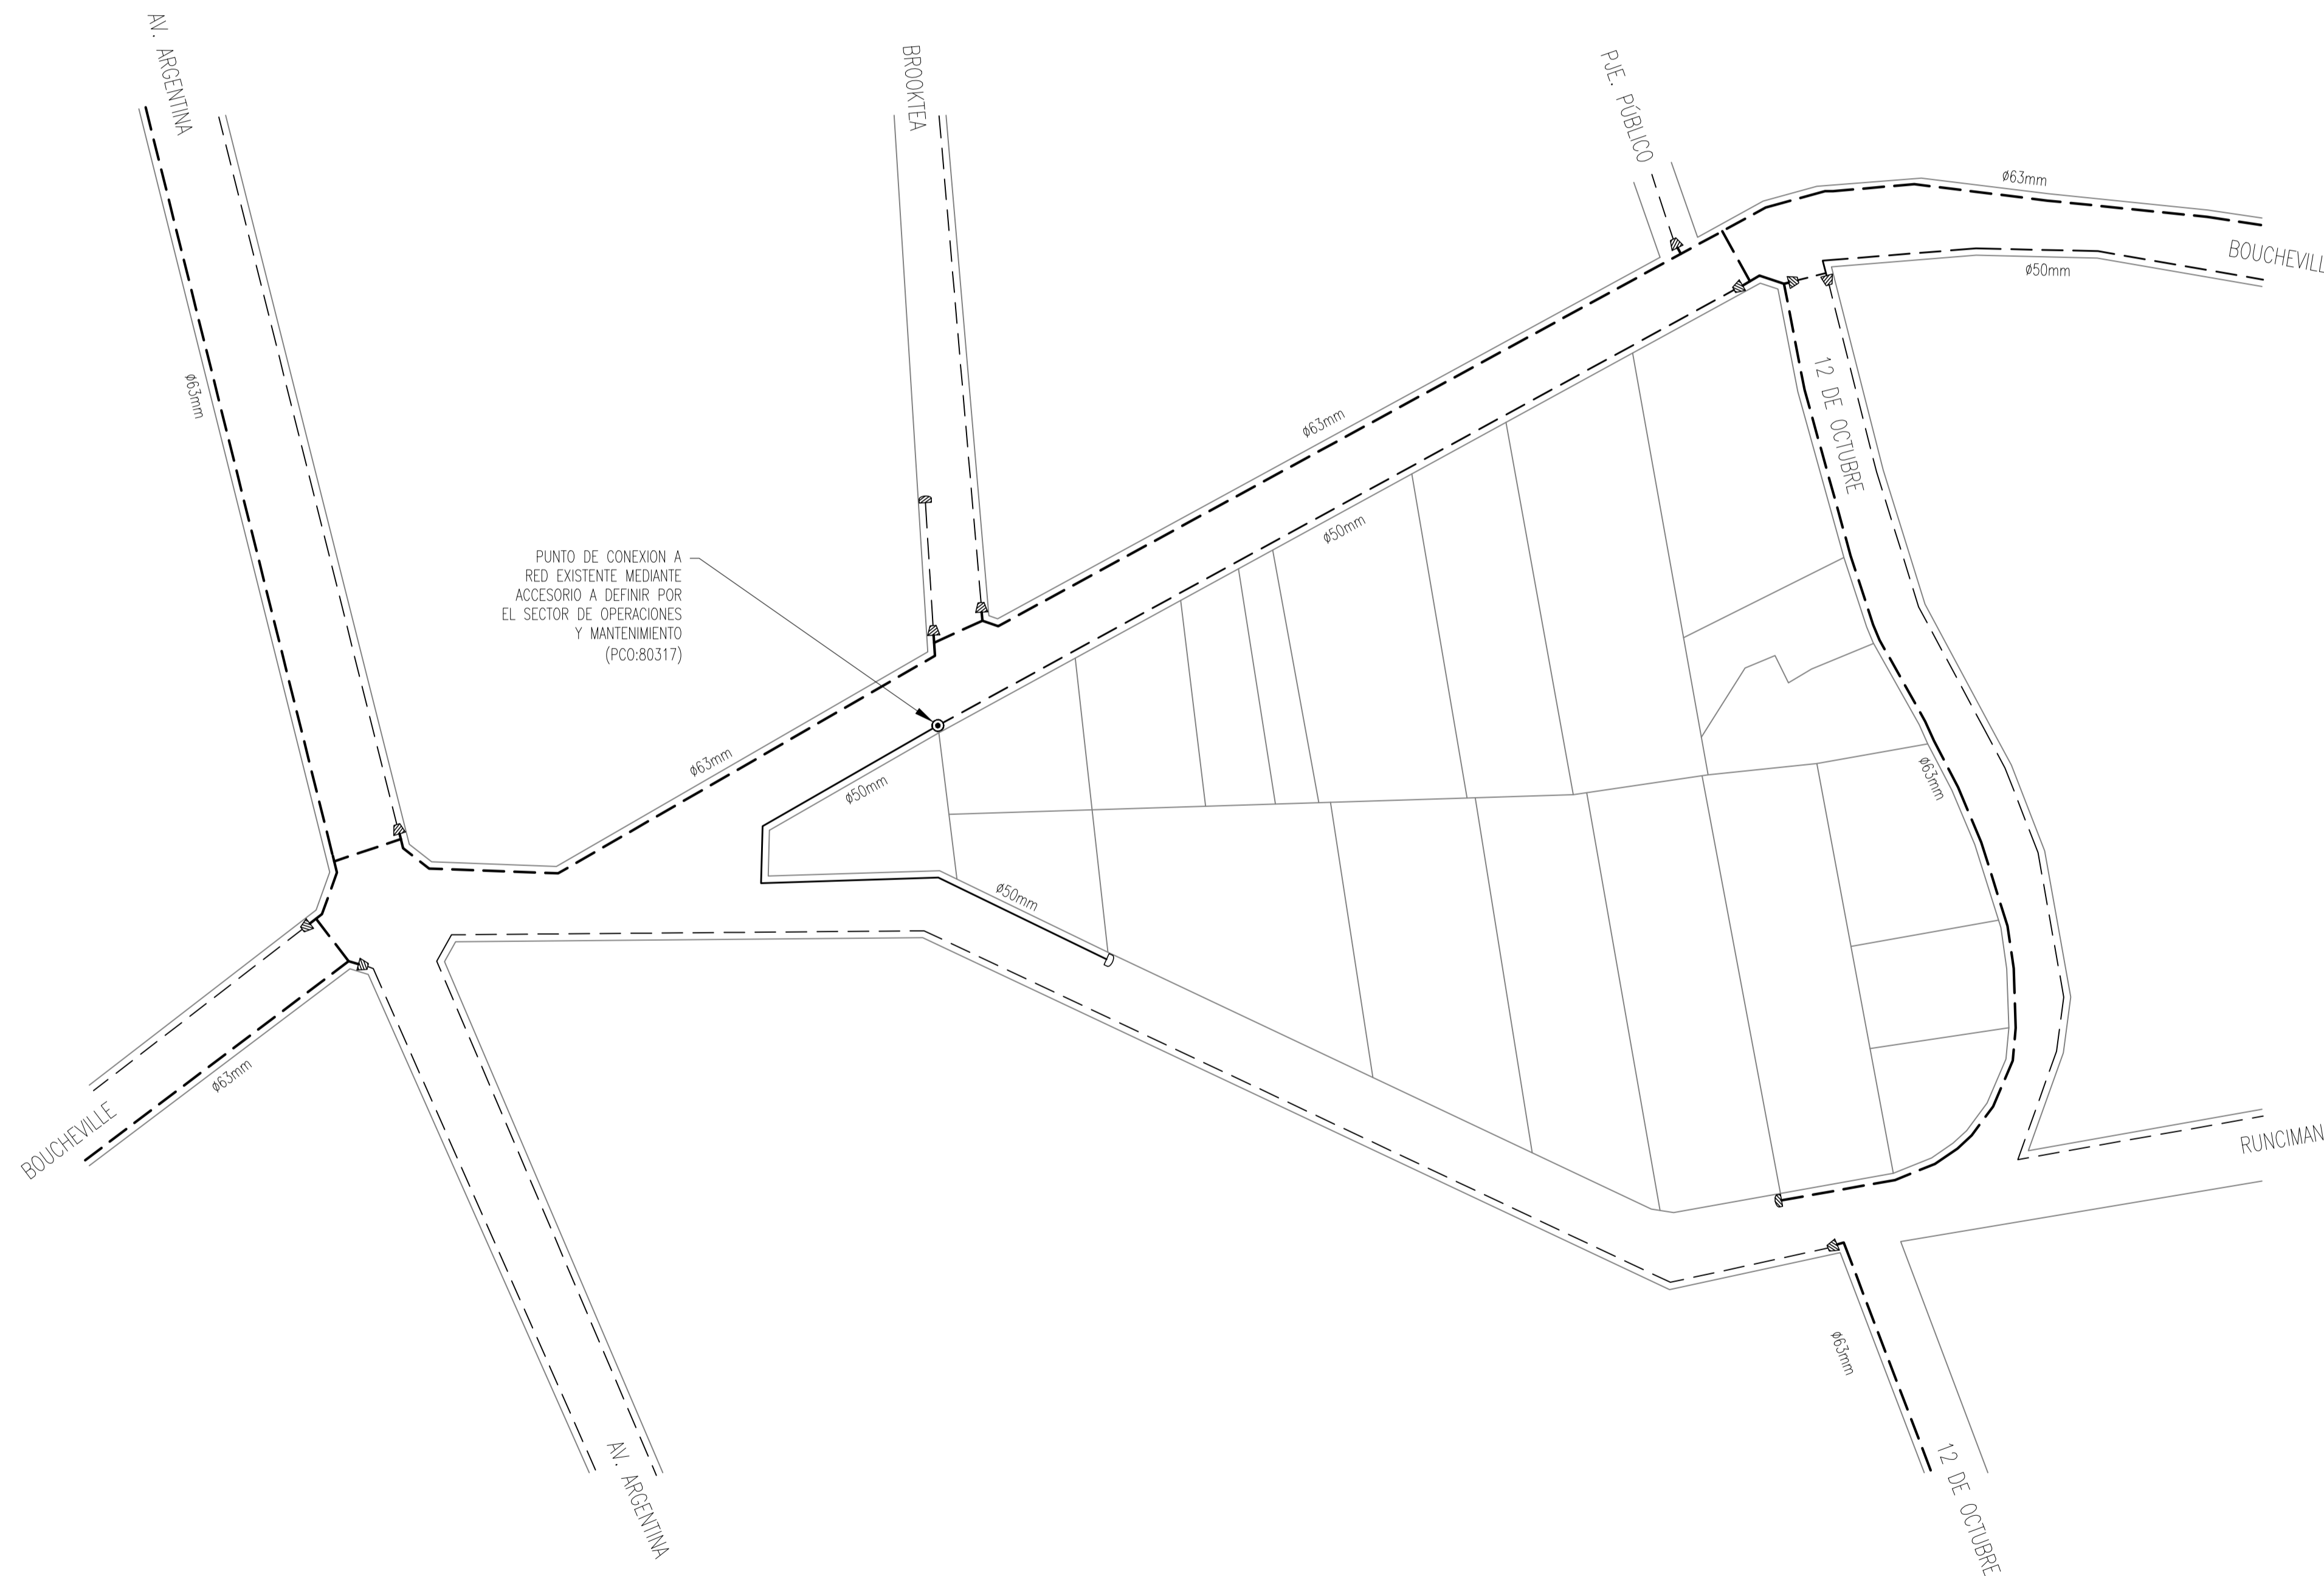 AV. ARGENTINA
BROOKTEA
PJE. PÚBLICO
ø63mm
BOUCHEVILL
ø50mm
ø63mm
12 DE OCTUBRE
ø63mm
ø50mm
PUNTO DE CONEXION A
RED EXISTENTE MEDIANTE
ACCESORIO A DEFINIR POR
EL SECTOR DE OPERACIONES
Y MANTENIMIENTO
(PCO:80317)
ø63mm
ø50mm
ø63mm
ø50mm
ø63mm
BOUCHEVILLE
RUNCIMAN
ø63mm
AV. ARGENTINA
12 DE OCTUBRE